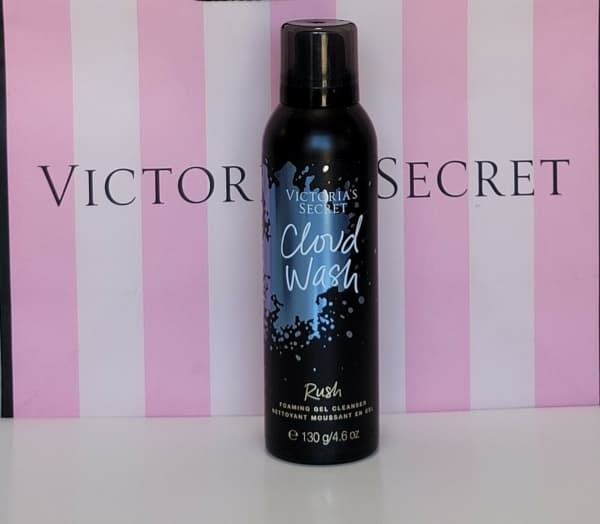 VICTOR SECRET
VICTORIA'S
SECRET
Cloud
Wash
Rush
FOAMING GEL CLEANSER
NETTOYANT MOUSSANT EN GEL
℮ 130 g/4.6 oz